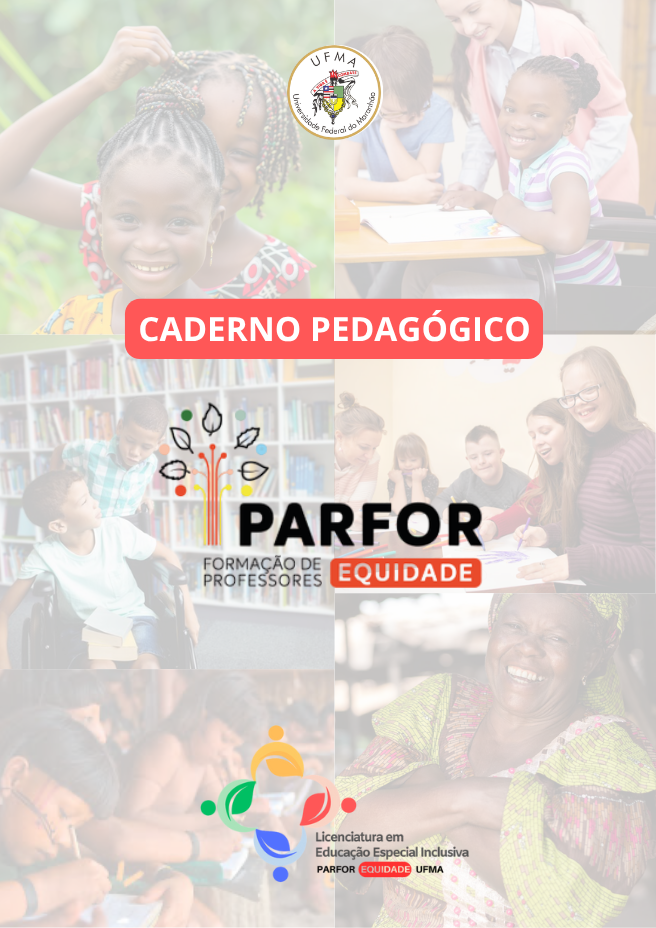 UFMA
Universidade Federal do Maranhão
CADERNO PEDAGÓGICO
PARFOR
FORMAÇÃO DE
PROFESSORES
EQUIDADE
Licenciatura em
Educação Especial Inclusiva
PARFOR EQUIDADE UFMA